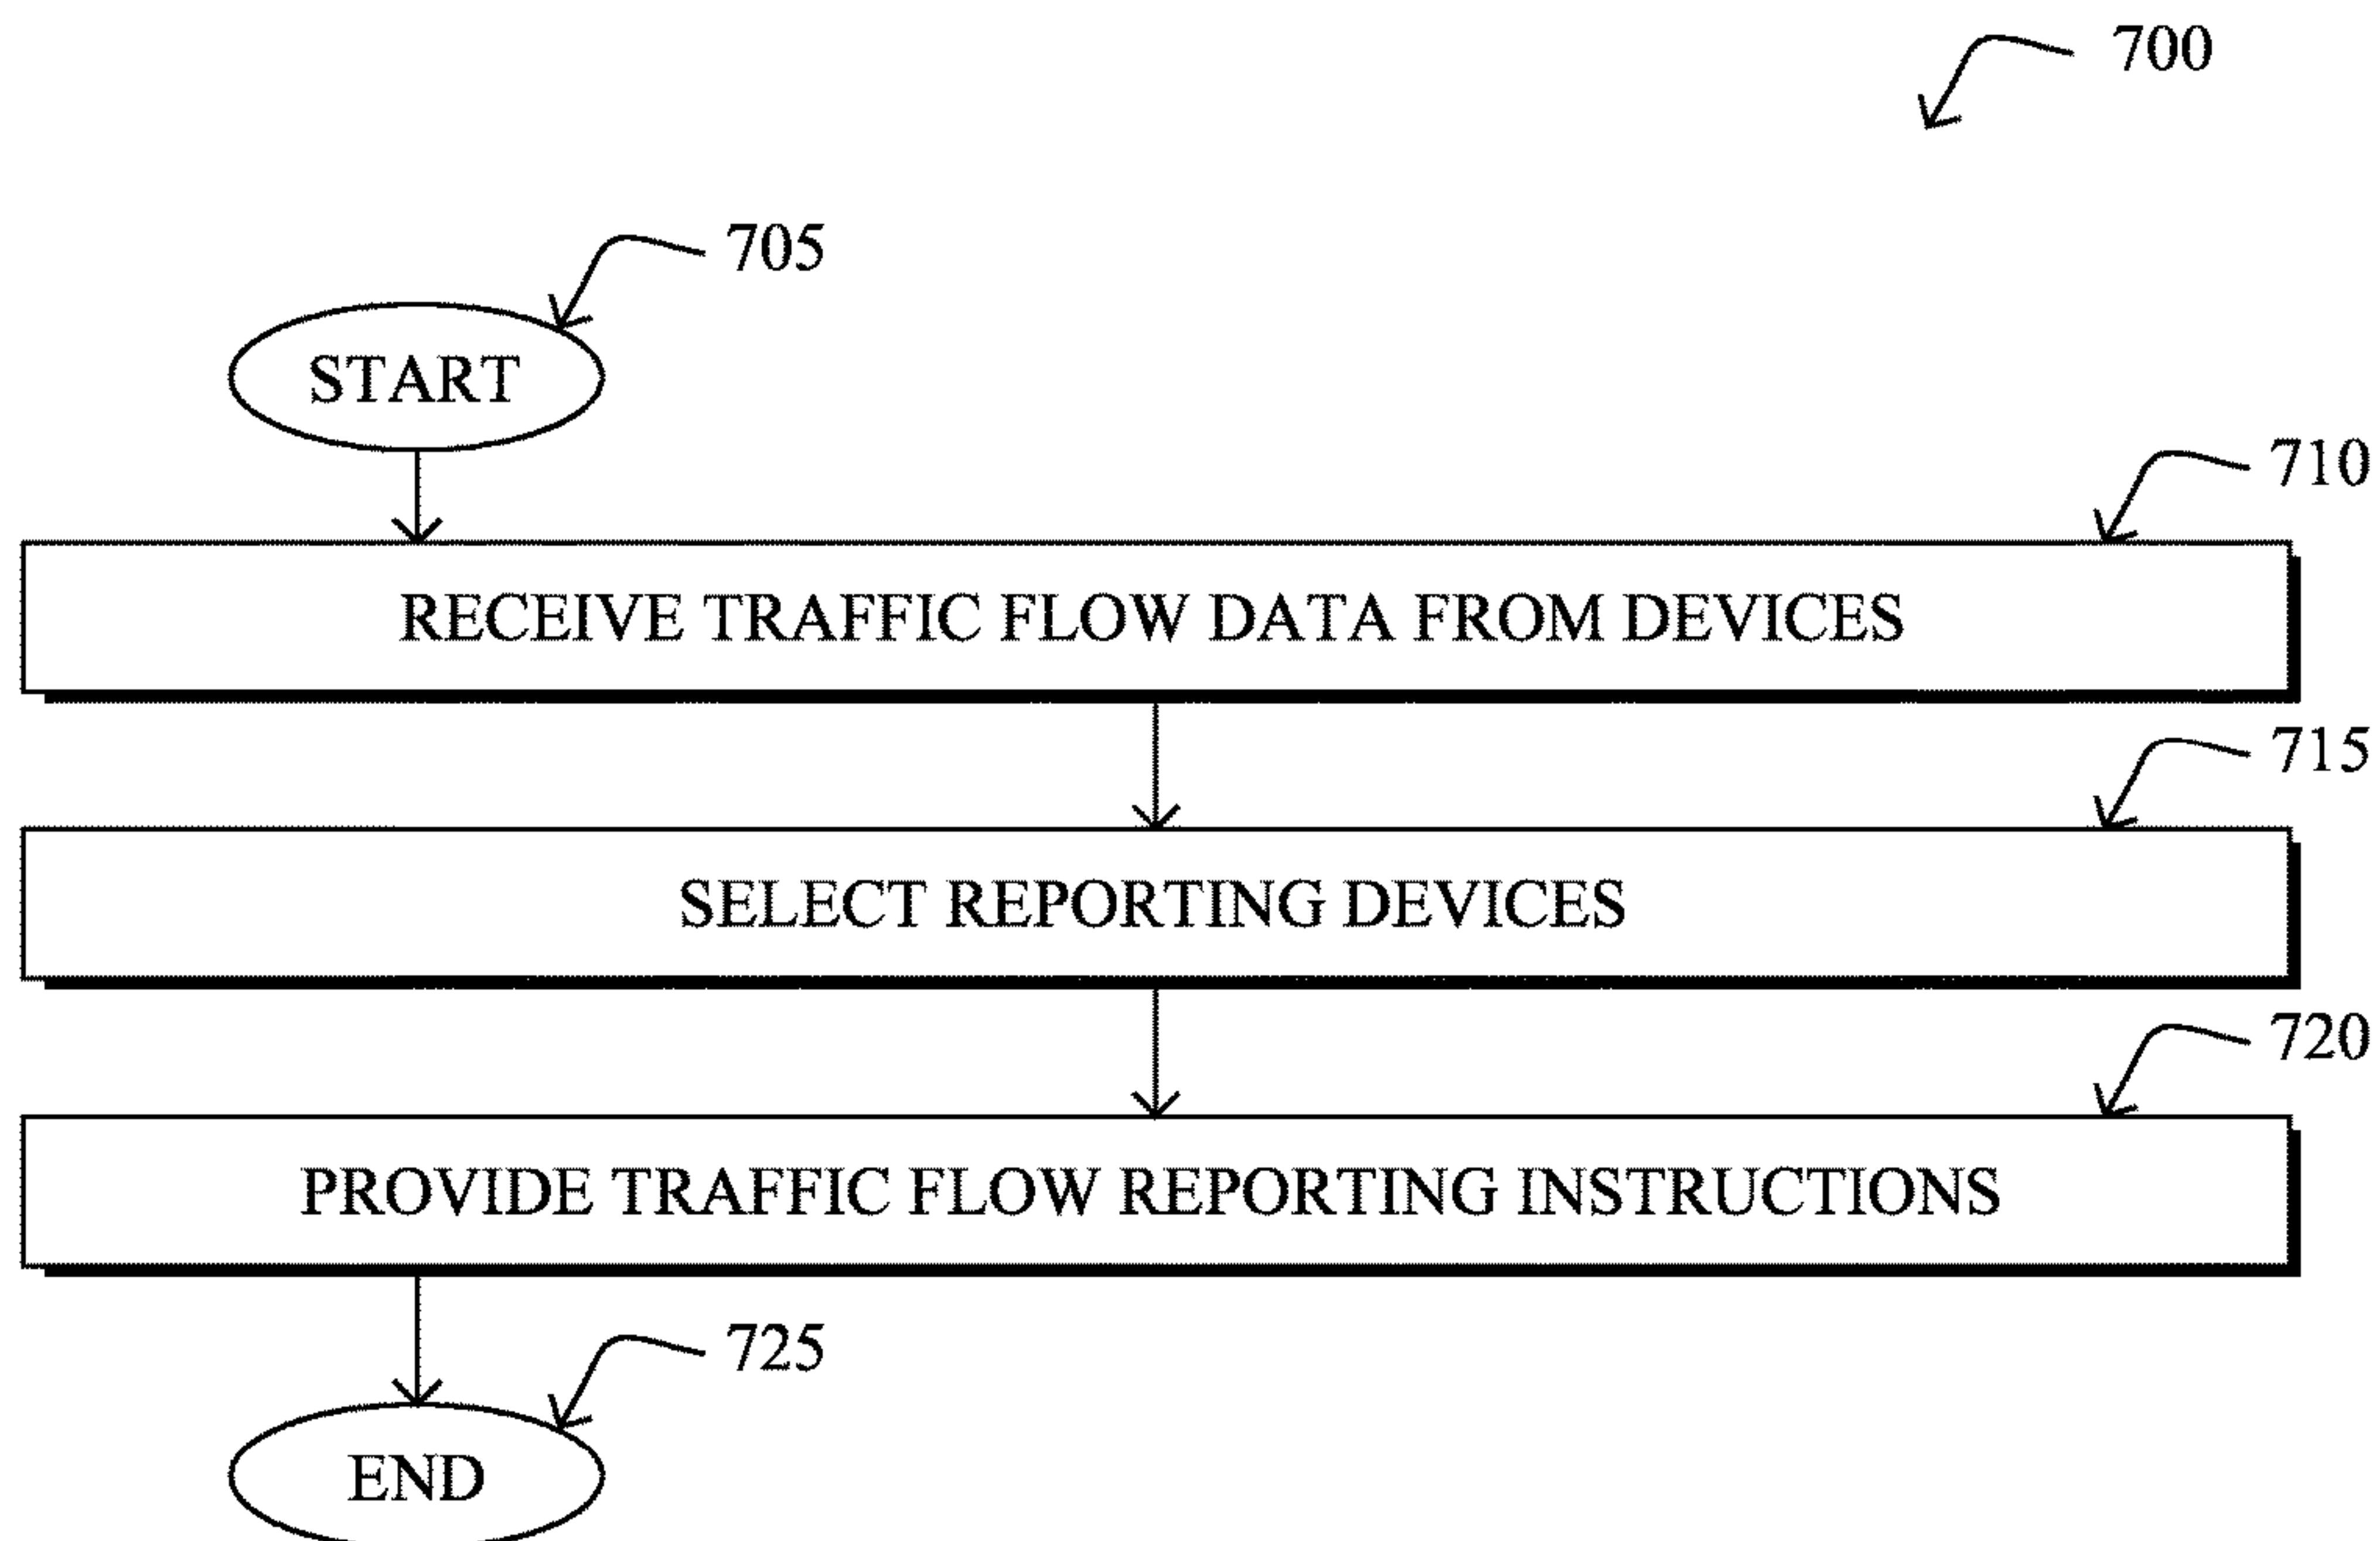 700
705
START
710
RECEIVE TRAFFIC FLOW DATA FROM DEVICES
715
SELECT REPORTING DEVICES
720
PROVIDE TRAFFIC FLOW REPORTING INSTRUCTIONS
725
END